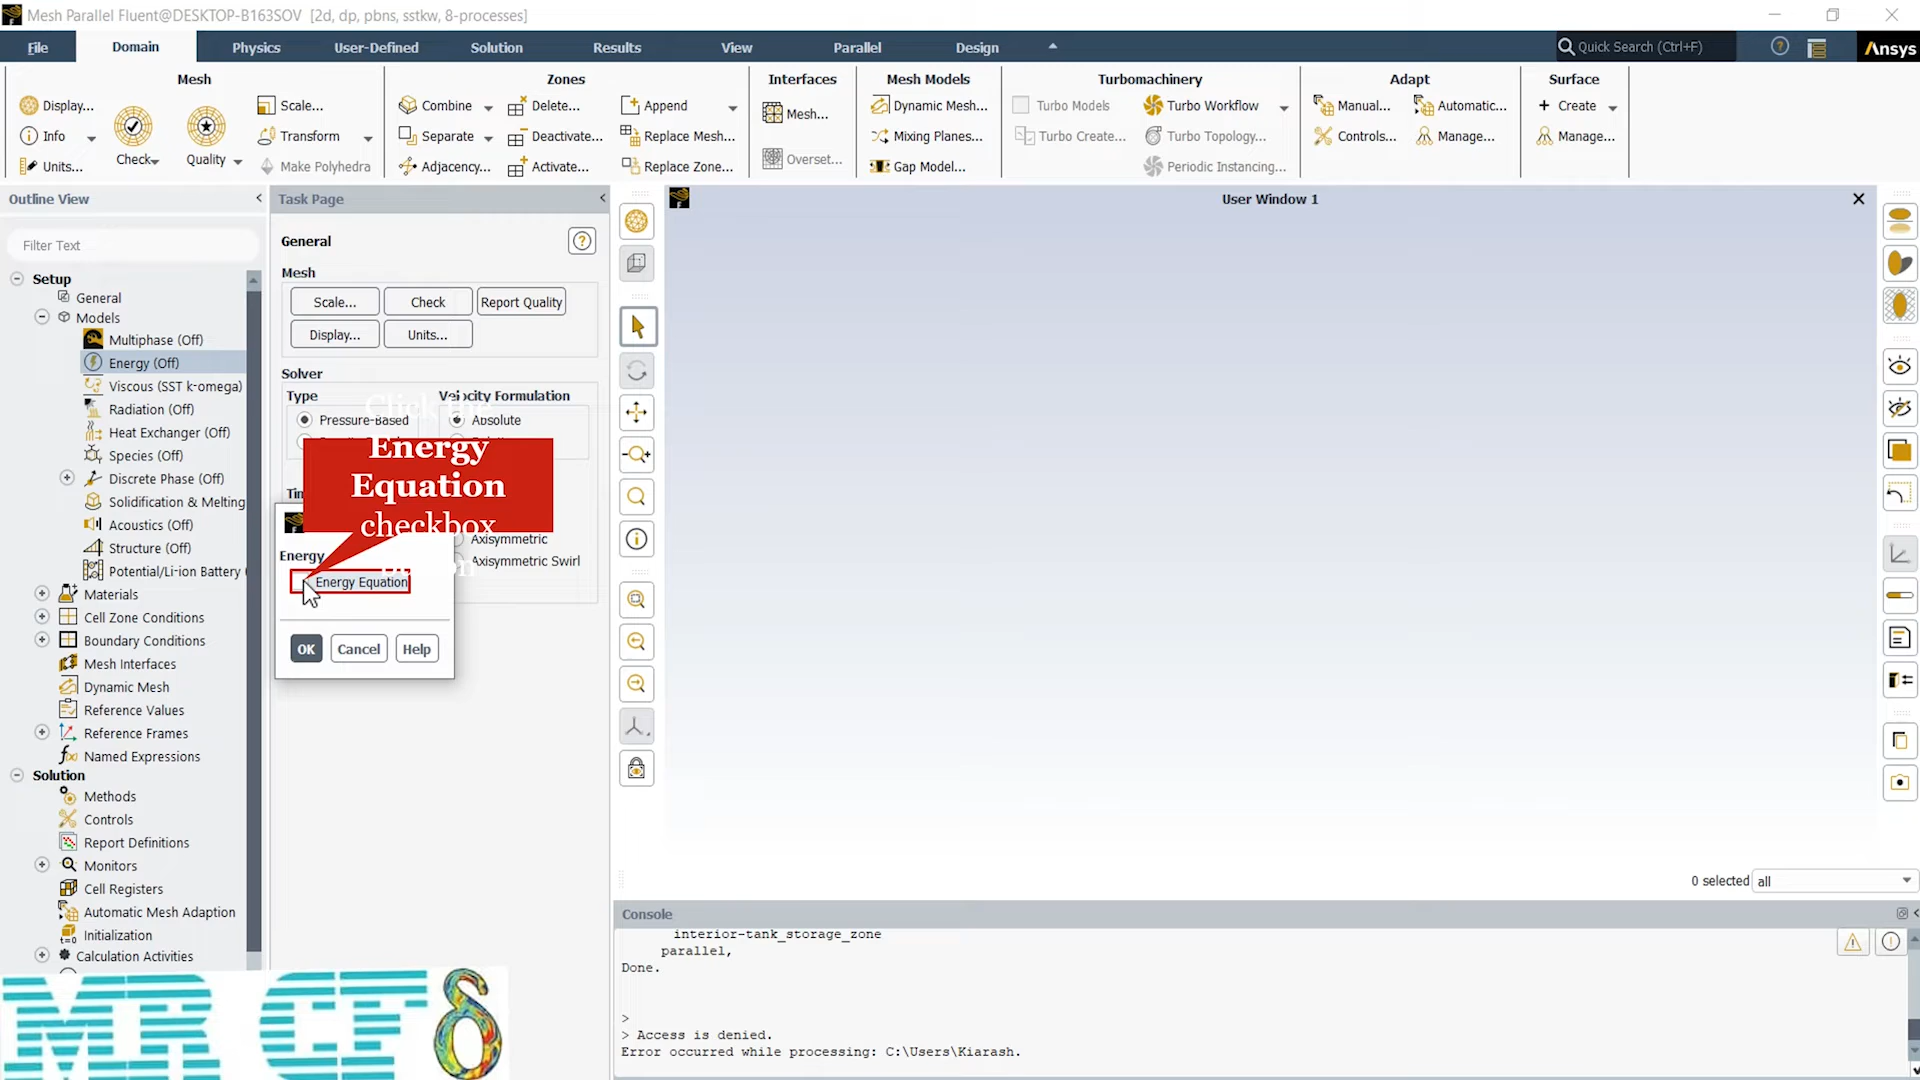 Mesh Parallel Fluent@DESKTOP-B163SOV [2d, dp, pbns, sstkw, 8-processes]
File Domain Physics User-Defined Solution Results View Parallel Design Quick Search (Ctrl+F) Ansys
Mesh Zones Interfaces Mesh Models Turbomachinery Adapt Surface
Display... Scale... Combine Delete... Append Mesh... Dynamic Mesh... Turbo Models Turbo Workflow Manual... Automatic... Create
Info Transform Separate Deactivate... Replace Mesh... Mixing Planes... Turbo Create... Turbo Topology... Controls... Manage... Manage...
Units... Check Quality Make Polyhedra Adjacency... Activate... Replace Zone... Overset... Gap Model... Periodic Instancing...
Outline View
Filter Text
Setup
General
Models
Multiphase (Off)
Energy (Off)
Viscous (SST k-omega)
Radiation (Off)
Heat Exchanger (Off)
Species (Off)
Discrete Phase (Off)
Solidification & Melting
Acoustics (Off)
Structure (Off)
Potential/Li-ion Battery (
Materials
Cell Zone Conditions
Boundary Conditions
Mesh Interfaces
Dynamic Mesh
Reference Values
Reference Frames
Named Expressions
Solution
Methods
Controls
Report Definitions
Monitors
Cell Registers
Automatic Mesh Adaption
Initialization
Calculation Activities
MR CF
Task Page
General
Mesh
Scale... Check Report Quality
Display... Units...
Solver
Type Velocity Formulation
Pressure-Based Absolute
Click the
Energy
Equation
checkbox
Axisymmetric
Axisymmetric Swirl
Energy
Energy Equation
OK Cancel Help
User Window 1
0 selected all
Console
interior-tank_storage_zone
parallel,
Done.
>
> Access is denied.
Error occurred while processing: C:\Users\Kiarash.